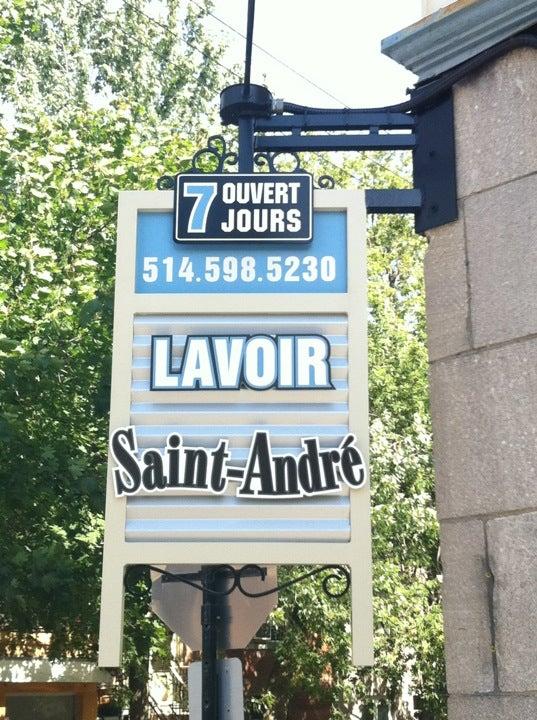 7 OUVERT
JOURS
514.598.5230
LAVOIR
Saint-André